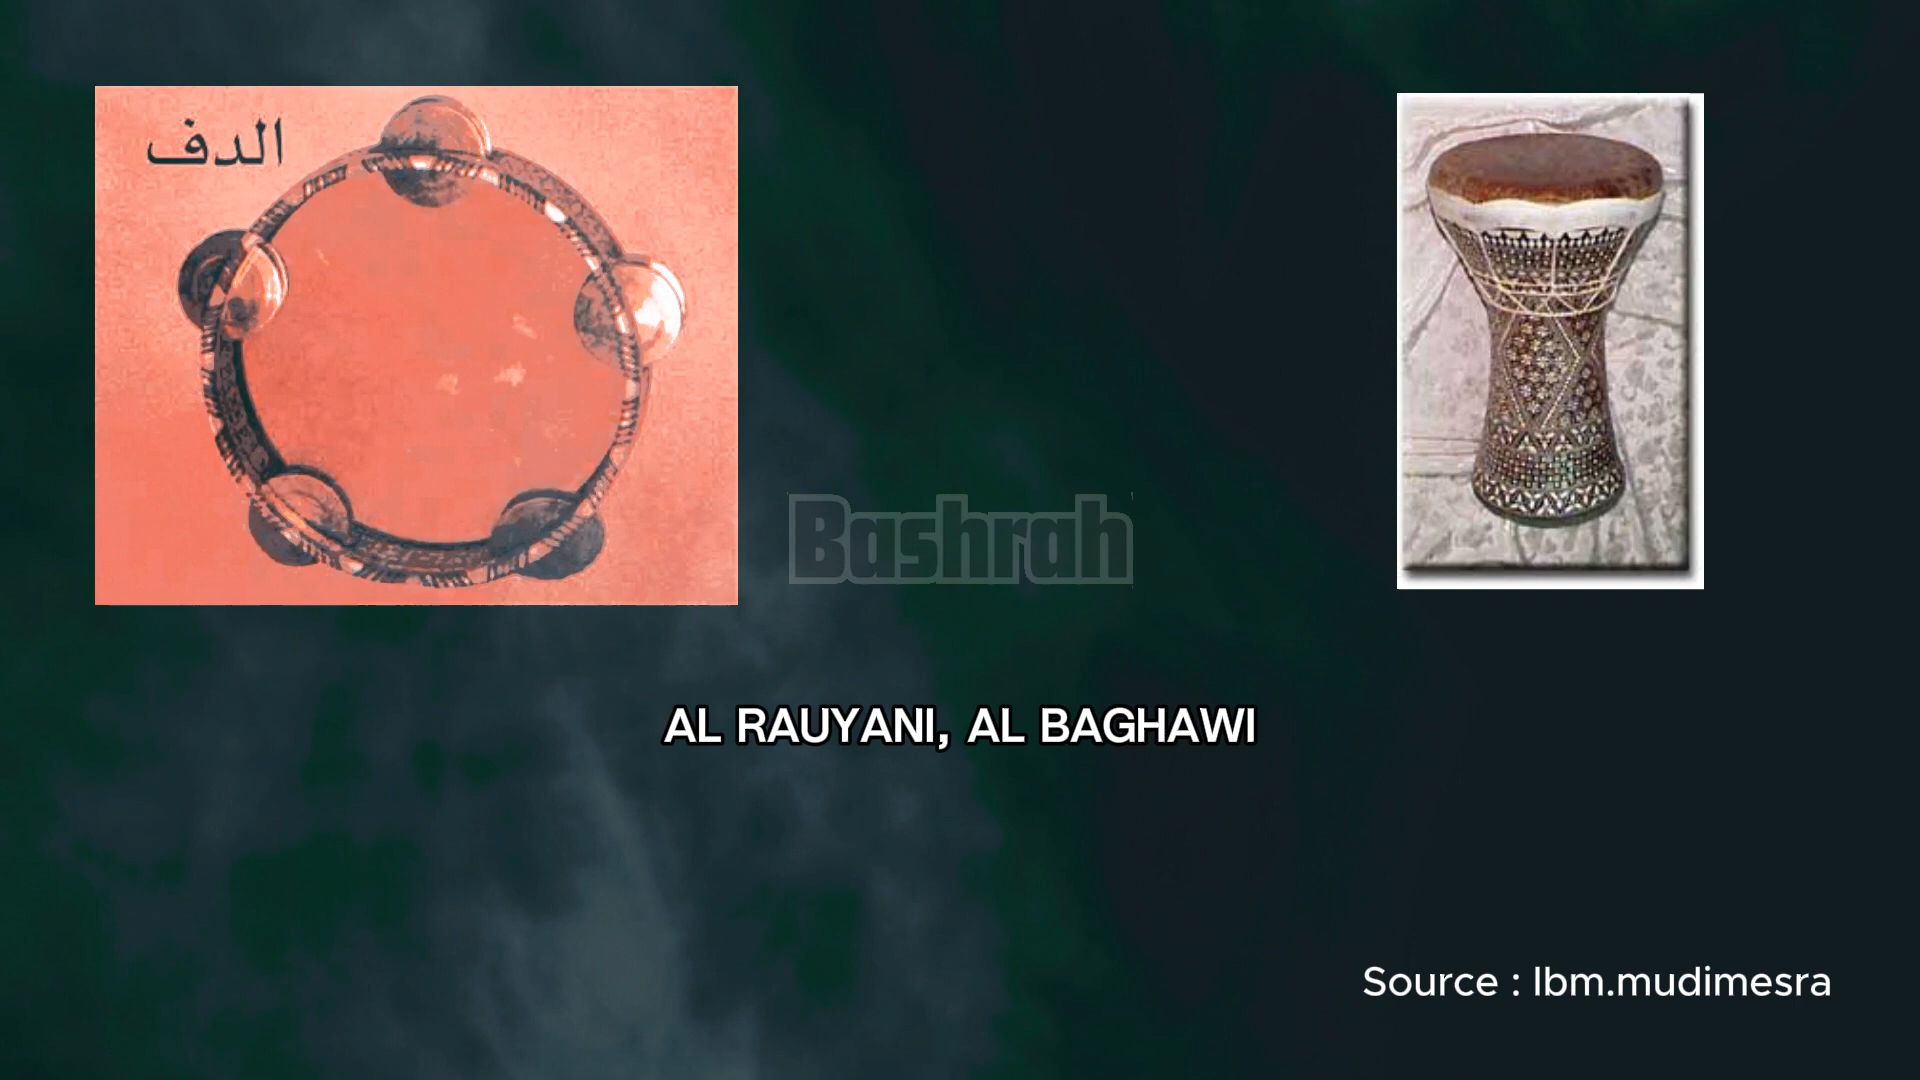 الدف
Bashrah
AL RAUYANI, AL BAGHAWI
Source : lbm.mudimesra